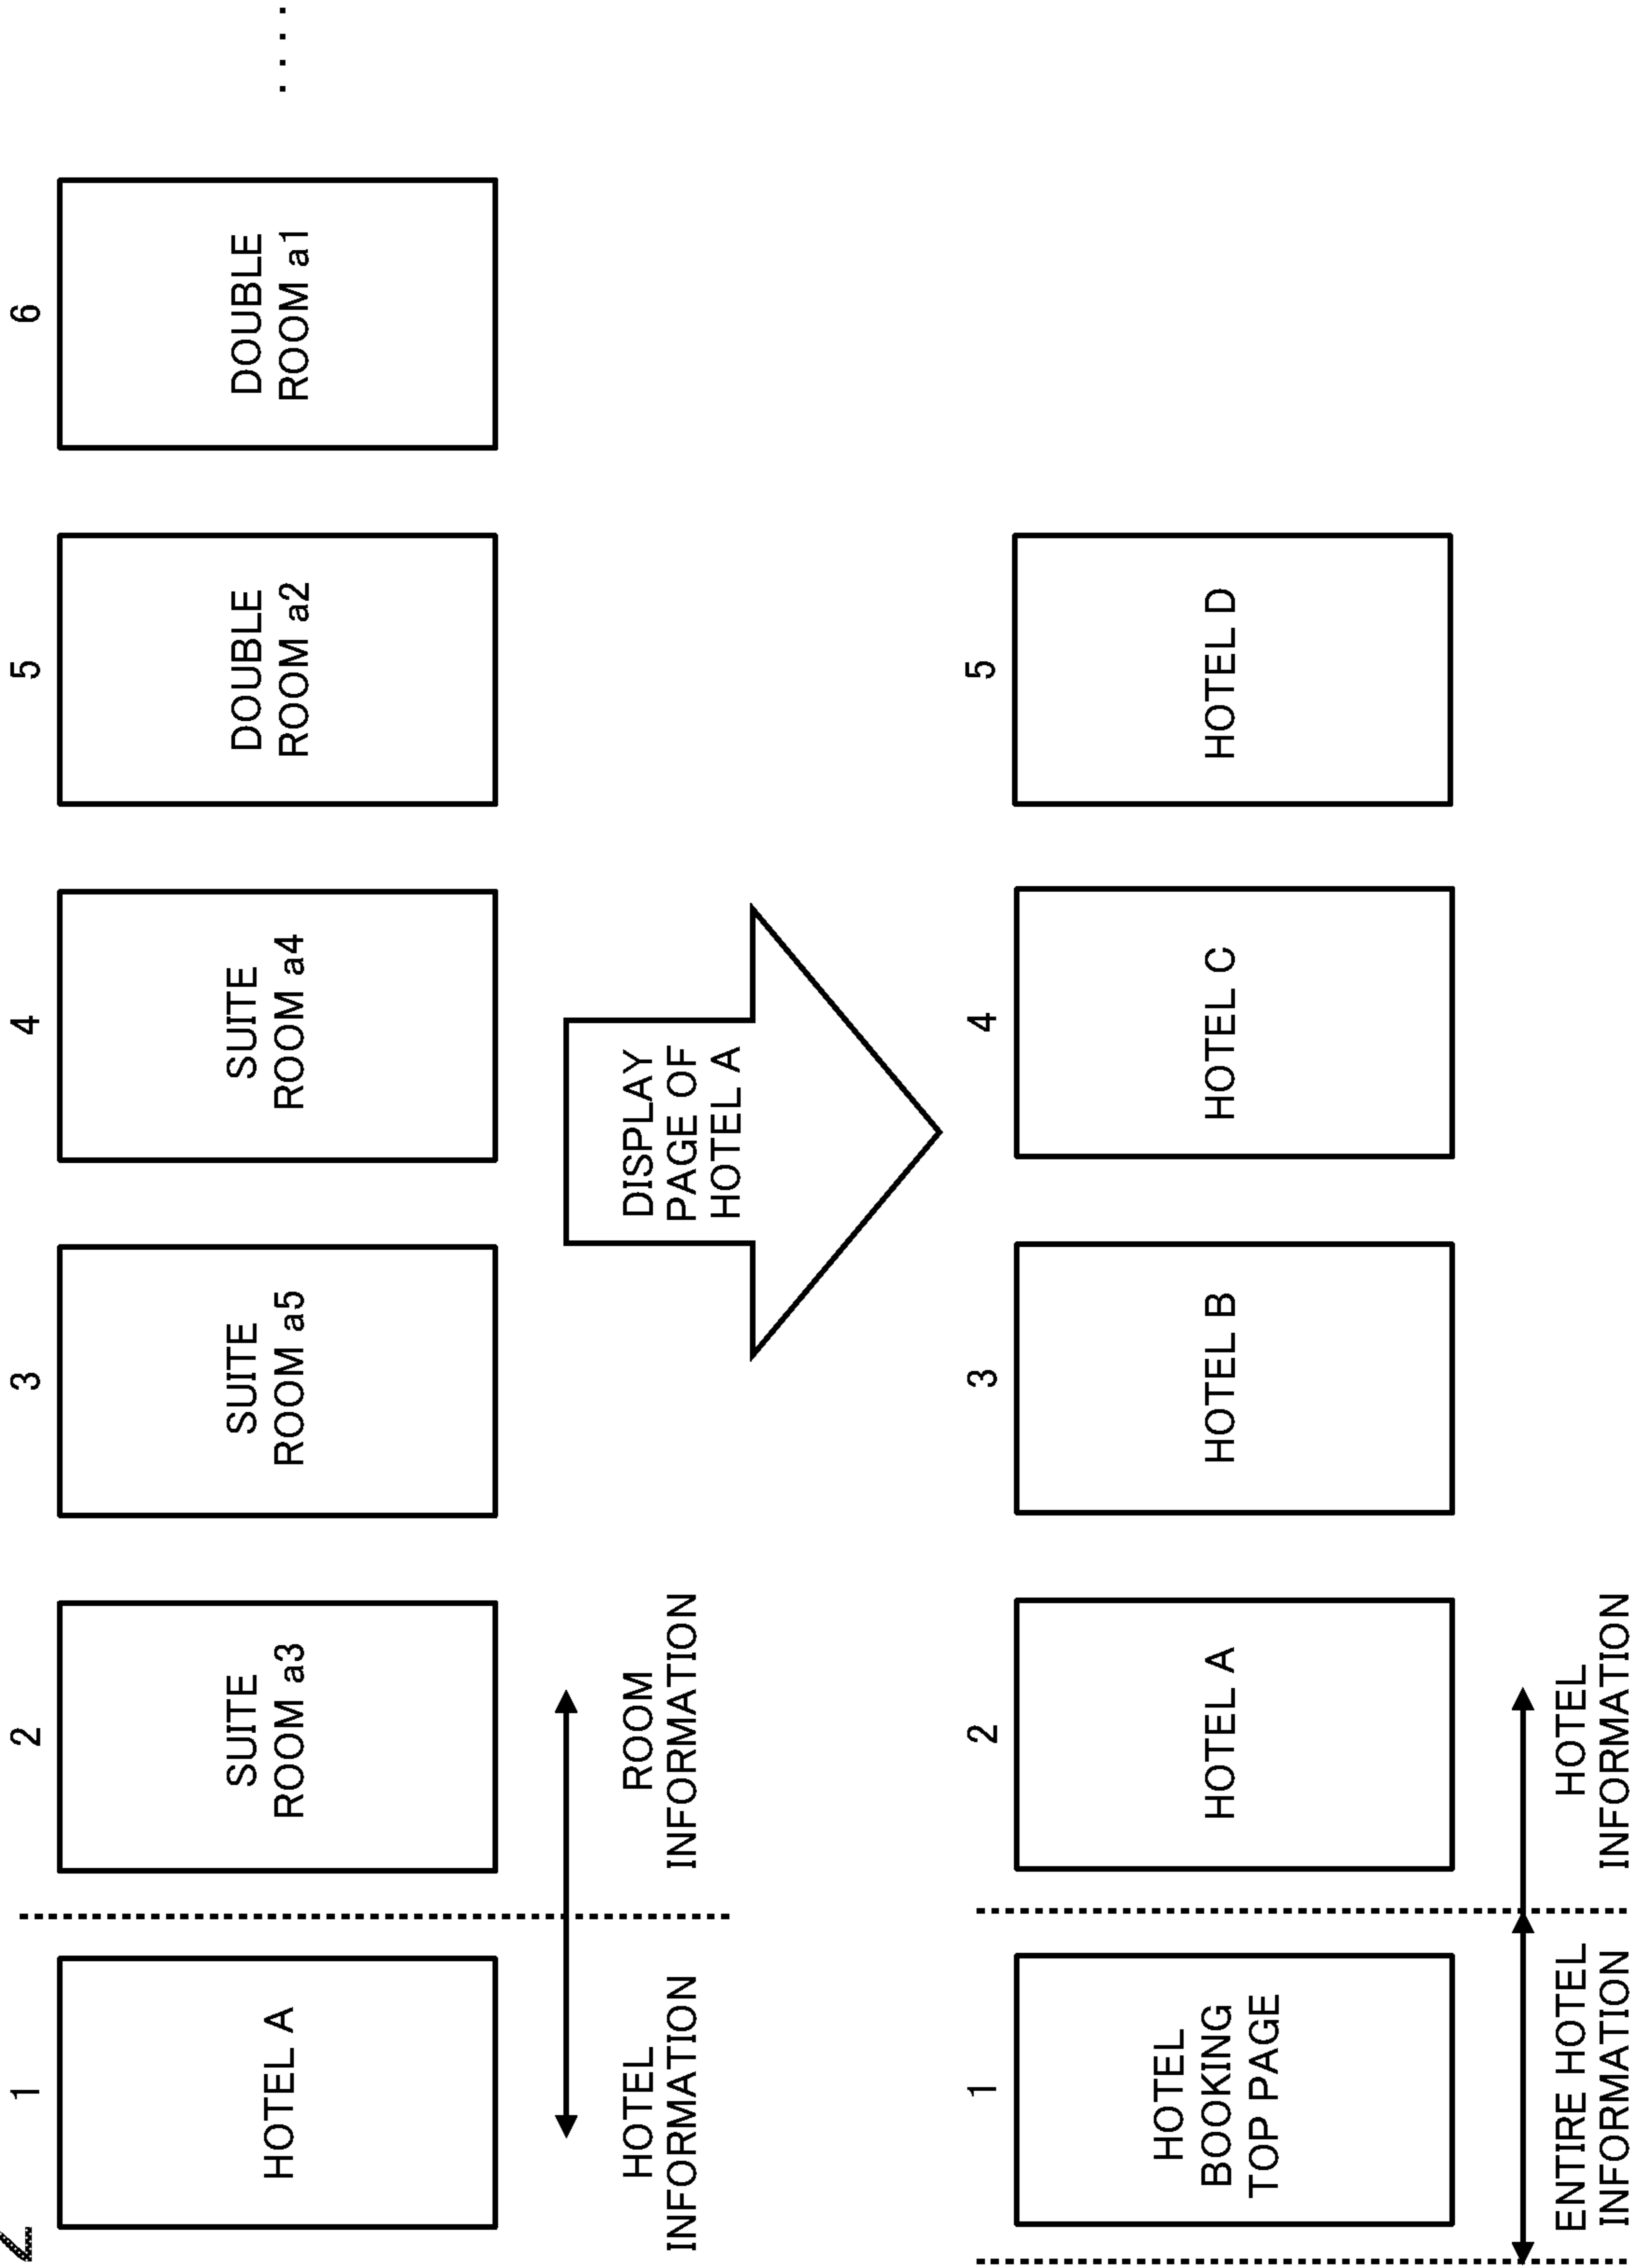 1
HOTEL A
2
SUITE
ROOM a3
3
SUITE
ROOM a5
4
SUITE
ROOM a4
5
DOUBLE
ROOM a2
6
DOUBLE
ROOM a1
....
HOTEL
INFORMATION
ROOM
INFORMATION
DISPLAY
PAGE OF
HOTEL A
1
HOTEL
BOOKING
TOP PAGE
2
HOTEL A
3
HOTEL B
4
HOTEL C
5
HOTEL D
ENTIRE HOTEL
INFORMATION
HOTEL
INFORMATION